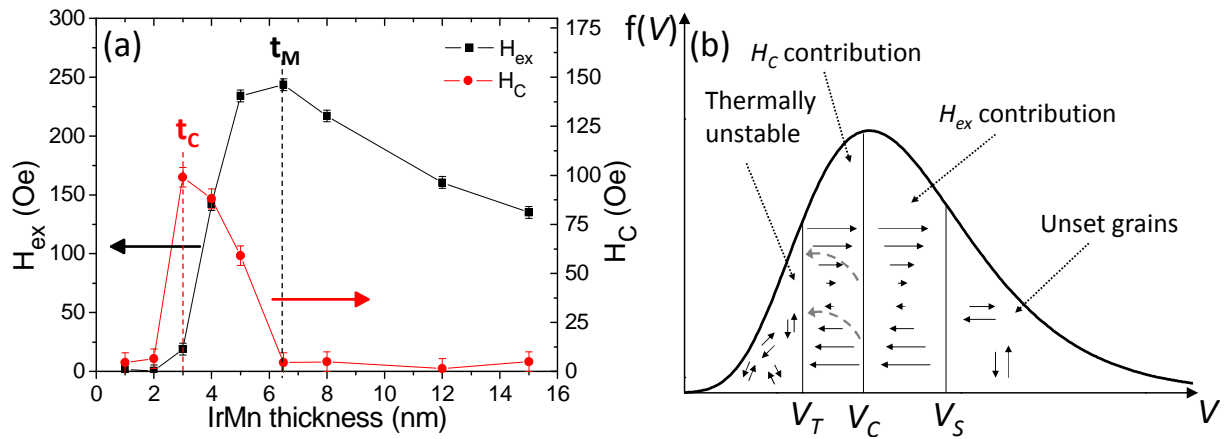 (a)
t_M
H_ex
H_C
t_C
300
250
200
150
100
50
0
H_ex (Oe)
175
150
125
100
75
50
25
0
H_C (Oe)
0 2 4 6 8 10 12 14 16
IrMn thickness (nm)
f(V)
(b)
H_C contribution
Thermally
unstable
H_ex contribution
Unset grains
V_T V_C V_S V